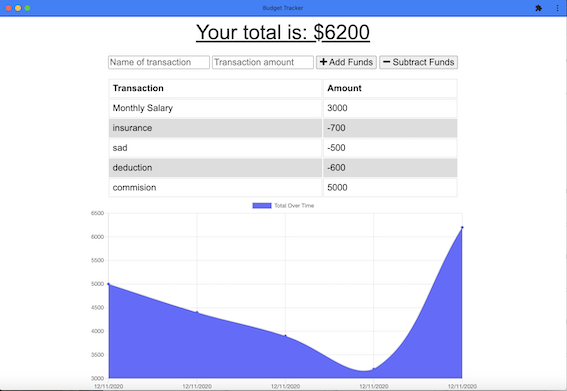 Budget Tracker
Your total is: $6200
Name of transaction Transaction amount + Add Funds − Subtract Funds
Transaction Amount
Monthly Salary 3000
insurance -700
sad -500
deduction -600
commision 5000
Total Over Time
6500
6000
5500
5000
4500
4000
3500
3000
12/11/2020 12/11/2020 12/11/2020 12/11/2020 12/11/2020